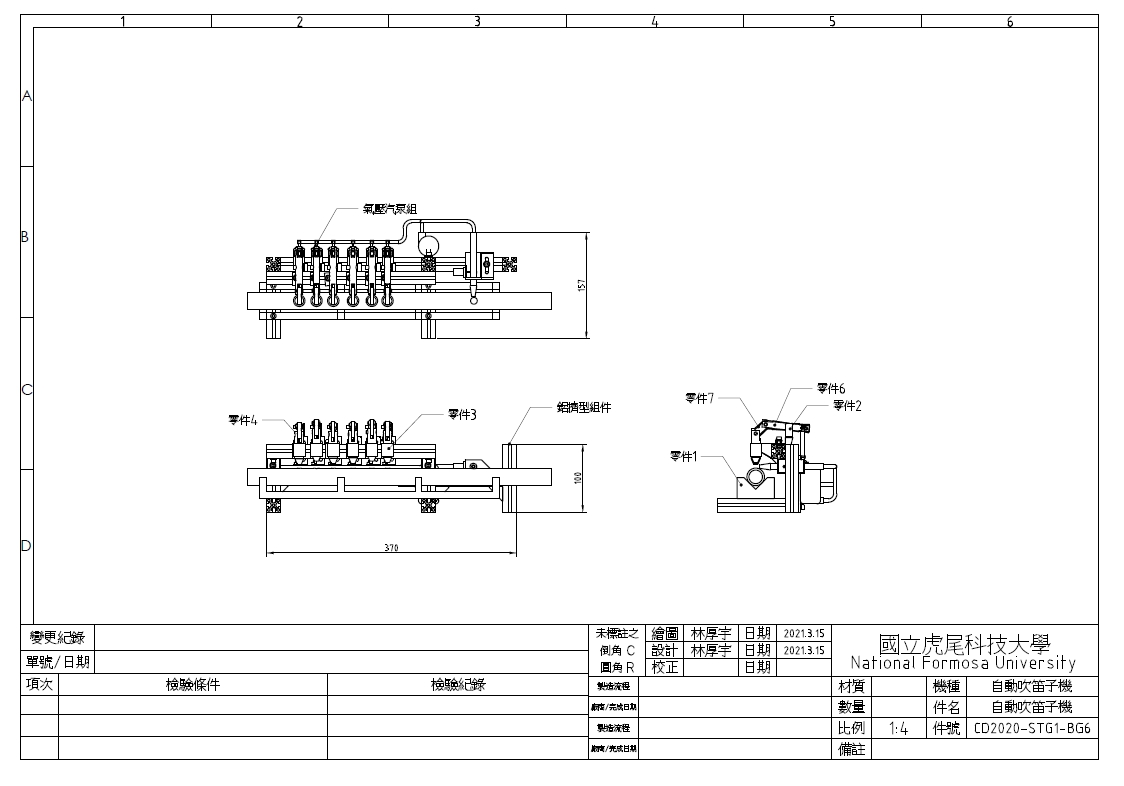 1 2 3 4 5 6
A
B
C
D
氣壓汽泵組
157
零件4
零件3
鋁擠型組件
100
370
零件7
零件6
零件2
零件1
變更紀錄
單號/日期
項次 檢驗條件 檢驗紀錄
未標註之 繪圖 林厚宇 日期 2021.3.15
倒角 C 設計 林厚宇 日期 2021.3.15
圓角 R 校正 日期
製造流程
廠商/完成日期
製造流程
廠商/完成日期
國立虎尾科技大學
National Formosa University
材質 機種 自動吹笛子機
數量 件名 自動吹笛子機
比例 1:4 件號 CD2020-STG1-BG6
備註